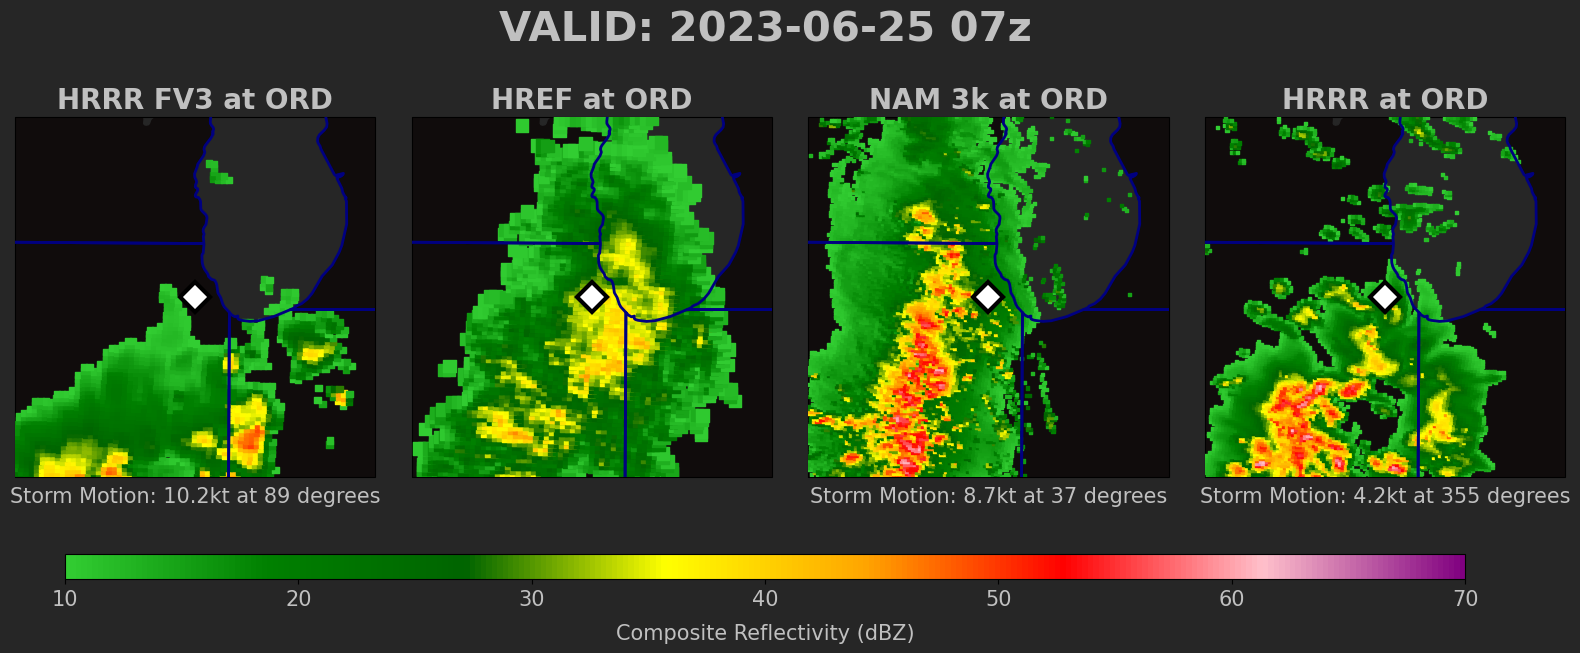 VALID: 2023-06-25 07z
HRRR FV3 at ORD
HREF at ORD
NAM 3k at ORD
HRRR at ORD
Storm Motion: 10.2kt at 89 degrees
Storm Motion: 8.7kt at 37 degrees
Storm Motion: 4.2kt at 355 degrees
10 20 30 40 50 60 70
Composite Reflectivity (dBZ)